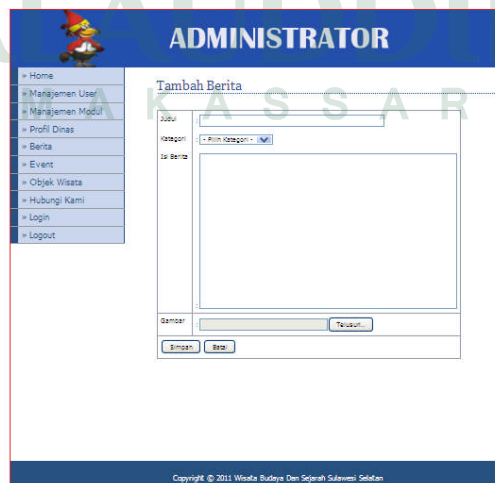 ADMINISTRATOR
» Home
» Manajemen User
» Manajemen Modul
» Profil Dinas
» Berita
» Event
» Objek Wisata
» Hubungi Kami
» Login
» Logout
Tambah Berita
MAKASSAR
Judul :
Kategori : - Pilih Kategori -
Isi Berita
:
Gambar : Telusuri...
Simpan Batal
Copyright © 2011 Wisata Budaya Dan Sejarah Sulawesi Selatan